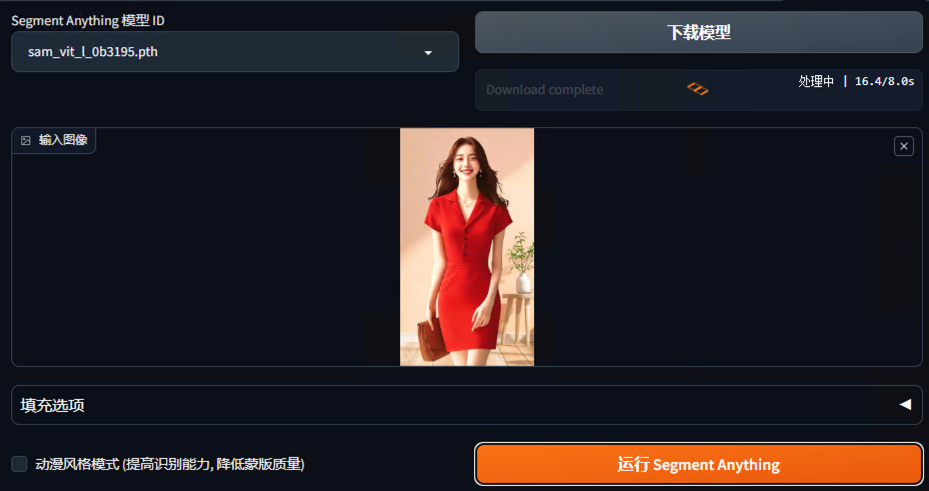 Segment Anything 模型 ID
sam_vit_l_0b3195.pth
下载模型
Download complete
处理中 | 16.4/8.0s
输入图像
填充选项
动漫风格模式 (提高识别能力, 降低蒙版质量)
运行 Segment Anything